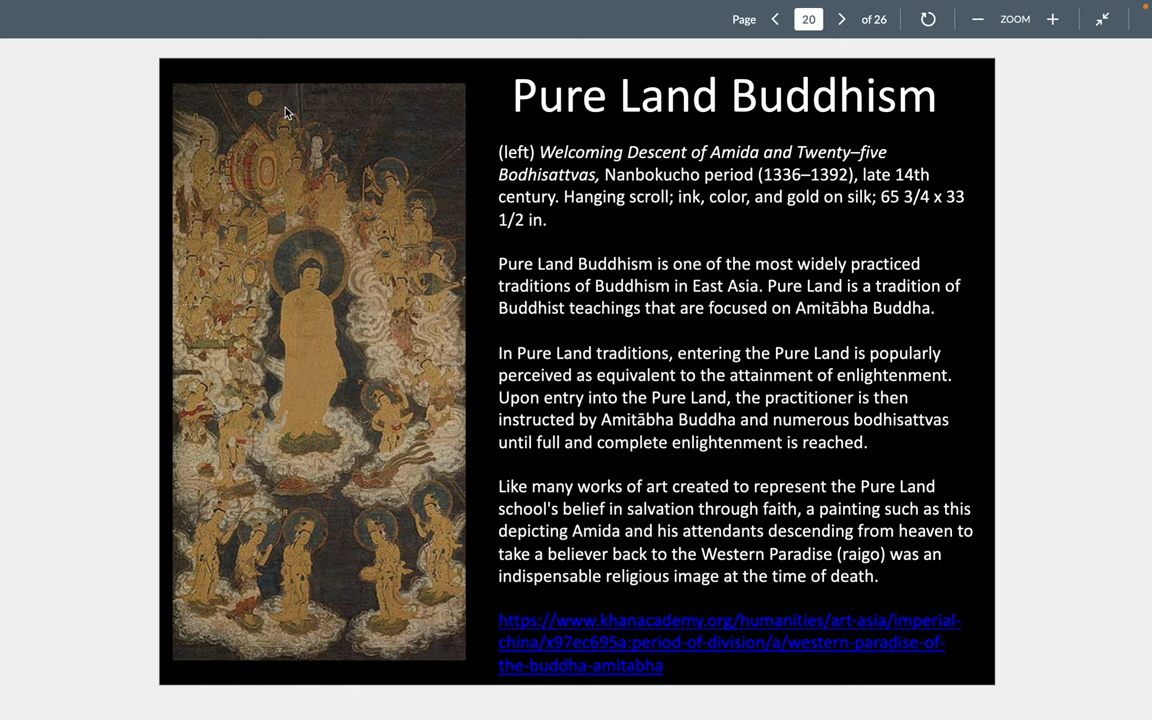 Page 20 of 26 ZOOM
Pure Land Buddhism
(left) Welcoming Descent of Amida and Twenty–five
Bodhisattvas, Nanbokucho period (1336–1392), late 14th
century. Hanging scroll; ink, color, and gold on silk; 65 3/4 x 33
1/2 in.
Pure Land Buddhism is one of the most widely practiced
traditions of Buddhism in East Asia. Pure Land is a tradition of
Buddhist teachings that are focused on Amitābha Buddha.
In Pure Land traditions, entering the Pure Land is popularly
perceived as equivalent to the attainment of enlightenment.
Upon entry into the Pure Land, the practitioner is then
instructed by Amitābha Buddha and numerous bodhisattvas
until full and complete enlightenment is reached.
Like many works of art created to represent the Pure Land
school's belief in salvation through faith, a painting such as this
depicting Amida and his attendants descending from heaven to
take a believer back to the Western Paradise (raigo) was an
indispensable religious image at the time of death.
https://www.khanacademy.org/humanities/art-asia/imperial-
china/x97ec695a:period-of-division/a/western-paradise-of-
the-buddha-amitabha